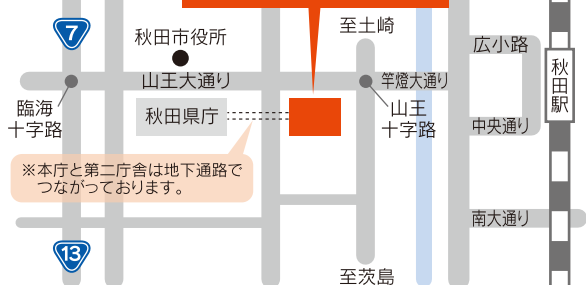 7
秋田市役所
至土崎
広小路
秋田駅
山王大通り
竿燈大通り
臨海
十字路
秋田県庁
山王
十字路
中央通り
※本庁と第二庁舎は地下通路で
つながっております。
南大通り
13
至茨島